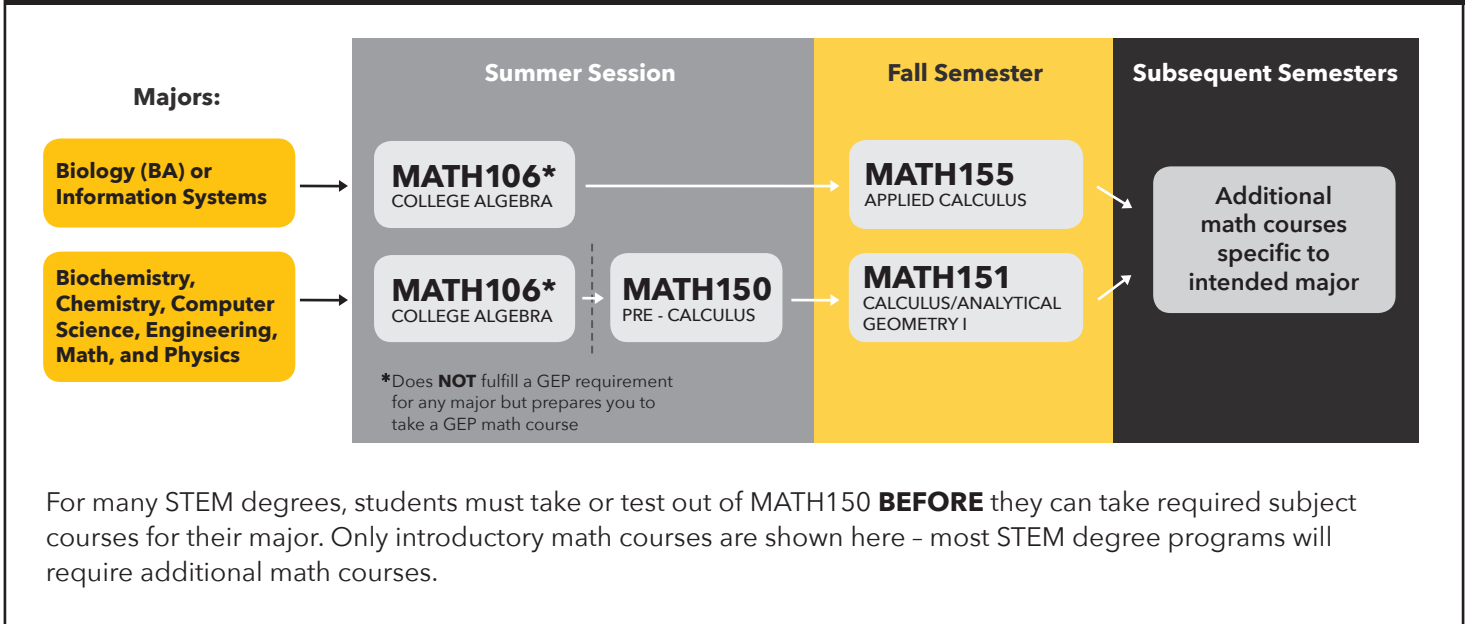 Summer Session
Fall Semester
Subsequent Semesters
Majors:
Biology (BA) or
Information Systems
MATH106*
COLLEGE ALGEBRA
MATH155
APPLIED CALCULUS
Biochemistry,
Chemistry, Computer
Science, Engineering,
Math, and Physics
MATH106*
COLLEGE ALGEBRA
MATH150
PRE - CALCULUS
MATH151
CALCULUS/ANALYTICAL
GEOMETRY I
Additional
math courses
specific to
intended major
*Does NOT fulfill a GEP requirement
for any major but prepares you to
take a GEP math course
For many STEM degrees, students must take or test out of MATH150 BEFORE they can take required subject
courses for their major. Only introductory math courses are shown here – most STEM degree programs will
require additional math courses.